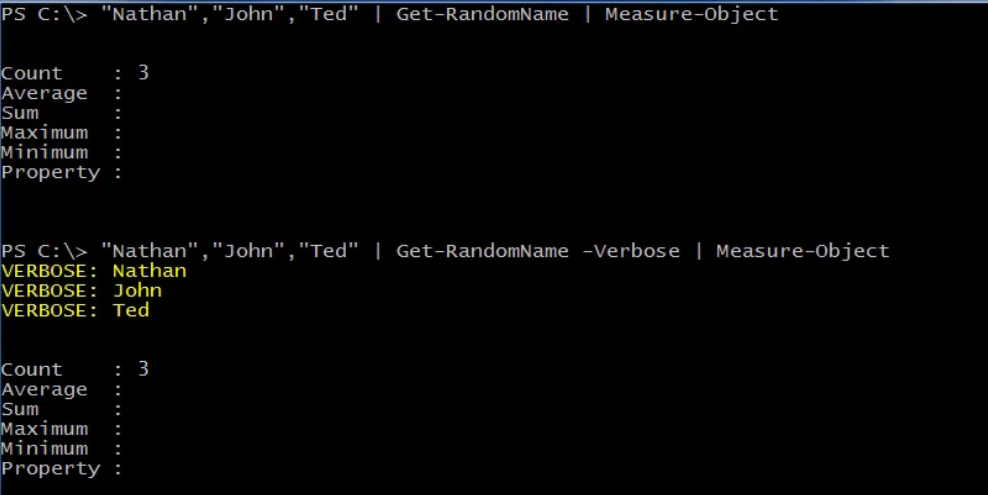 PS C:\> "Nathan","John","Ted" | Get-RandomName | Measure-Object
Count    : 3
Average  :
Sum      :
Maximum  :
Minimum  :
Property :
PS C:\> "Nathan","John","Ted" | Get-RandomName -Verbose | Measure-Object
VERBOSE: Nathan
VERBOSE: John
VERBOSE: Ted
Count    : 3
Average  :
Sum      :
Maximum  :
Minimum  :
Property :